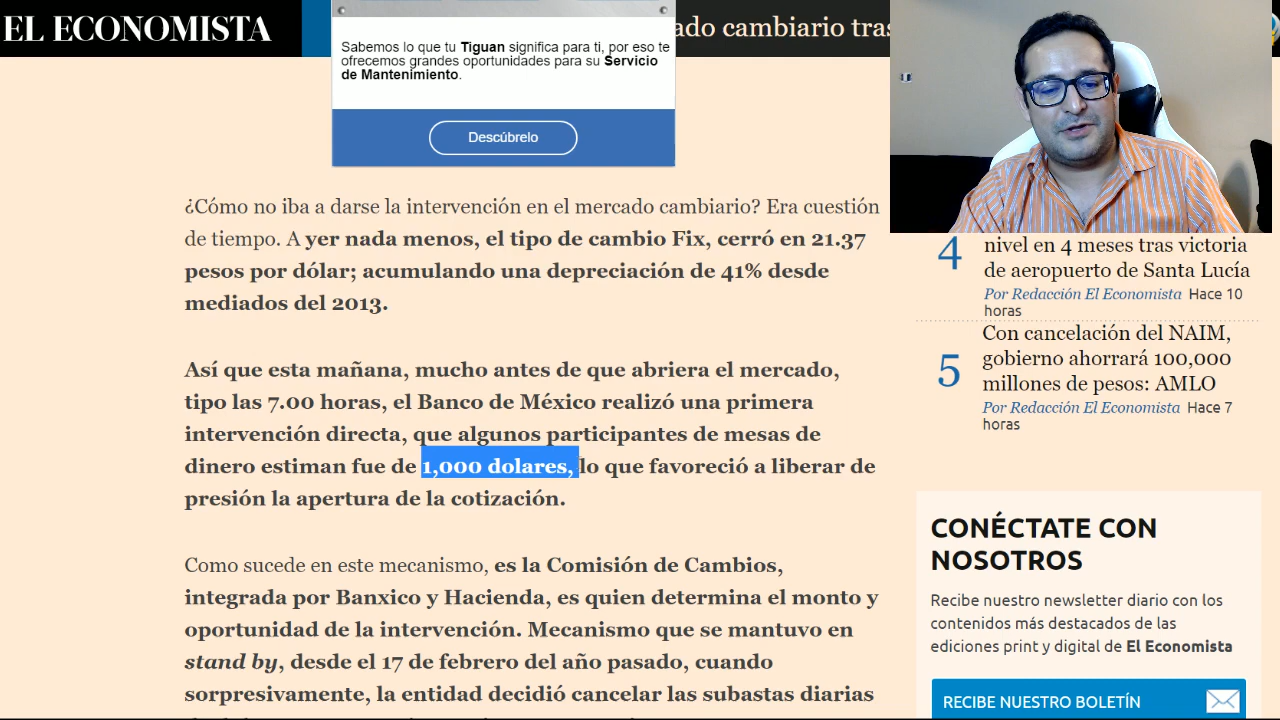 EL ECONOMISTA
ado cambiario tras
Sabemos lo que tu Tiguan significa para ti, por eso te
ofrecemos grandes oportunidades para su Servicio
de Mantenimiento.
Descúbrelo
¿Cómo no iba a darse la intervención en el mercado cambiario? Era cuestión
de tiempo. A yer nada menos, el tipo de cambio Fix, cerró en 21.37
pesos por dólar; acumulando una depreciación de 41% desde
mediados del 2013.
Así que esta mañana, mucho antes de que abriera el mercado,
tipo las 7.00 horas, el Banco de México realizó una primera
intervención directa, que algunos participantes de mesas de
dinero estiman fue de 1,000 dolares, lo que favoreció a liberar de
presión la apertura de la cotización.
Como sucede en este mecanismo, es la Comisión de Cambios,
integrada por Banxico y Hacienda, es quien determina el monto y
oportunidad de la intervención. Mecanismo que se mantuvo en
stand by, desde el 17 de febrero del año pasado, cuando
sorpresivamente, la entidad decidió cancelar las subastas diarias
4
nivel en 4 meses tras victoria
de aeropuerto de Santa Lucía
Por Redacción El Economista Hace 10
horas
5
Con cancelación del NAIM,
gobierno ahorrará 100,000
millones de pesos: AMLO
Por Redacción El Economista Hace 7
horas
CONÉCTATE CON
NOSOTROS
Recibe nuestro newsletter diario con los
contenidos más destacados de las
ediciones print y digital de El Economista
RECIBE NUESTRO BOLETÍN